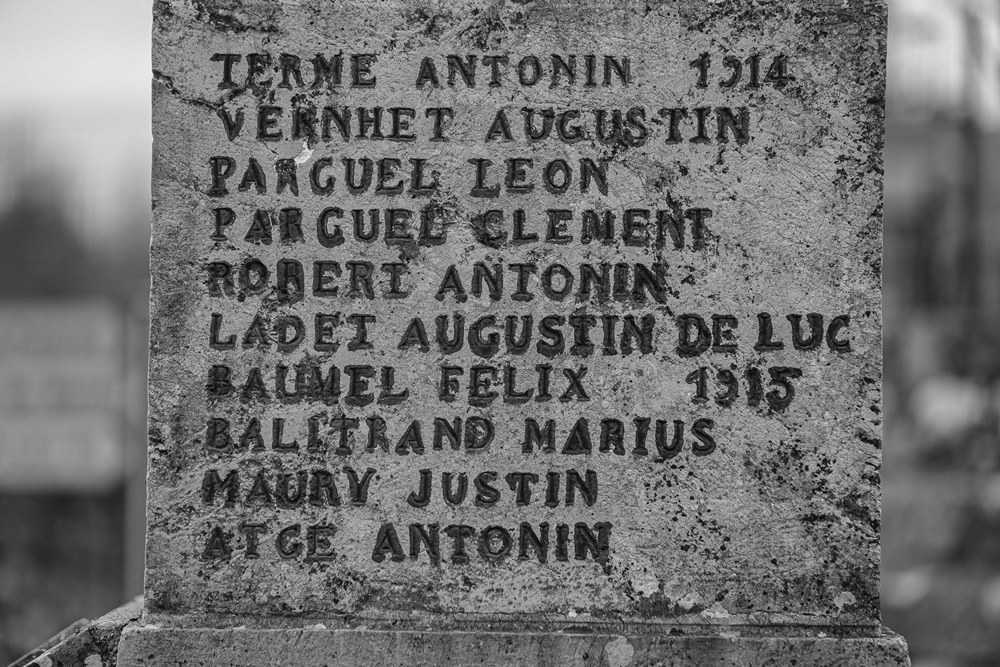 TERME ANTONIN 1914
VERNHET AUGUSTIN
PARGUEL LEON
PARGUEL CLEMENT
ROBERT ANTONIN
LADET AUGUSTIN DE LUC
BAUMEL FELIX 1915
BALITRAND MARIUS
MAURY JUSTIN
ATGE ANTONIN